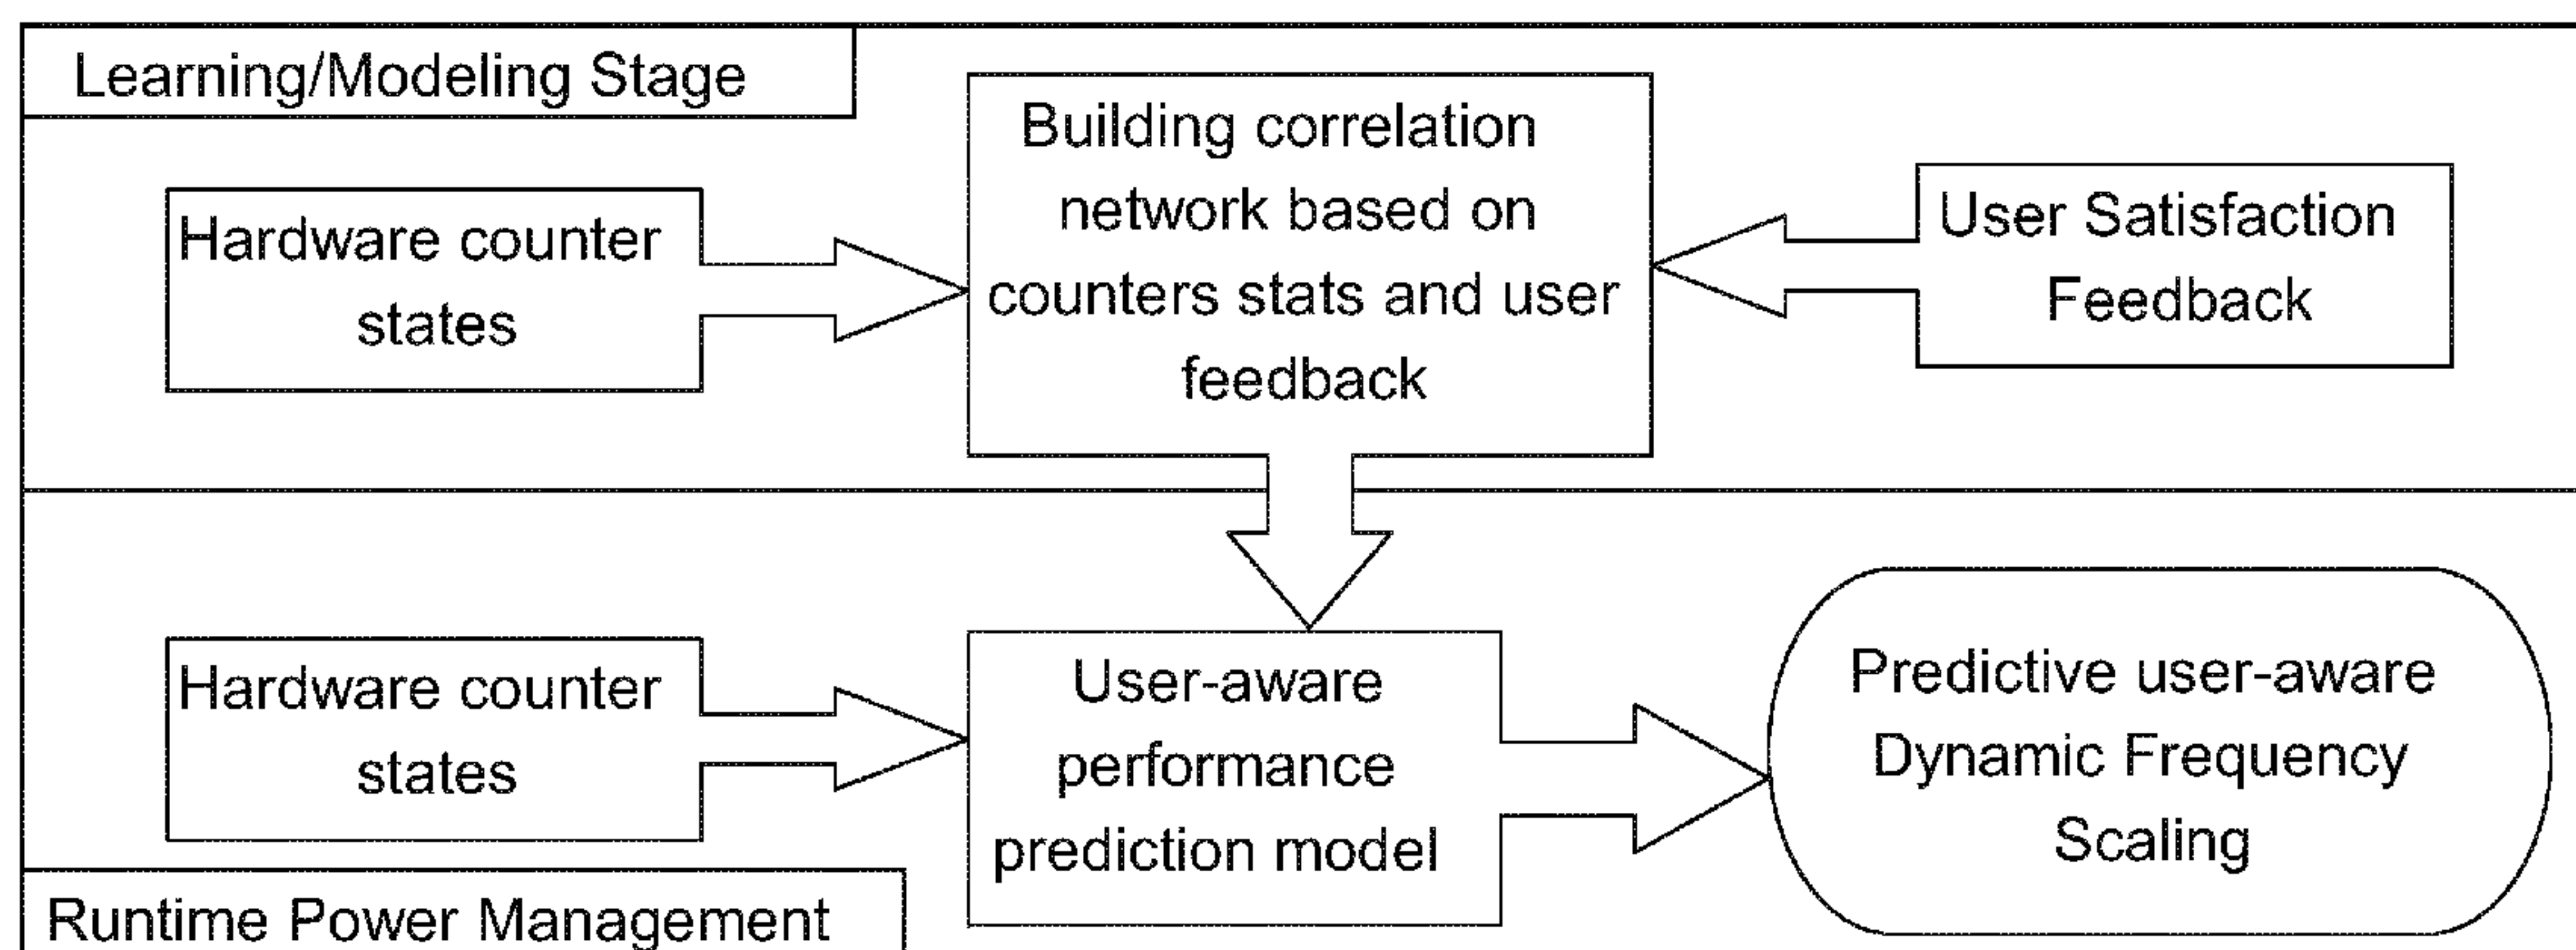 Learning/Modeling Stage
Hardware counter
states
Building correlation
network based on
counters stats and user
feedback
User Satisfaction
Feedback
Hardware counter
states
User-aware
performance
prediction model
Predictive user-aware
Dynamic Frequency
Scaling
Runtime Power Management